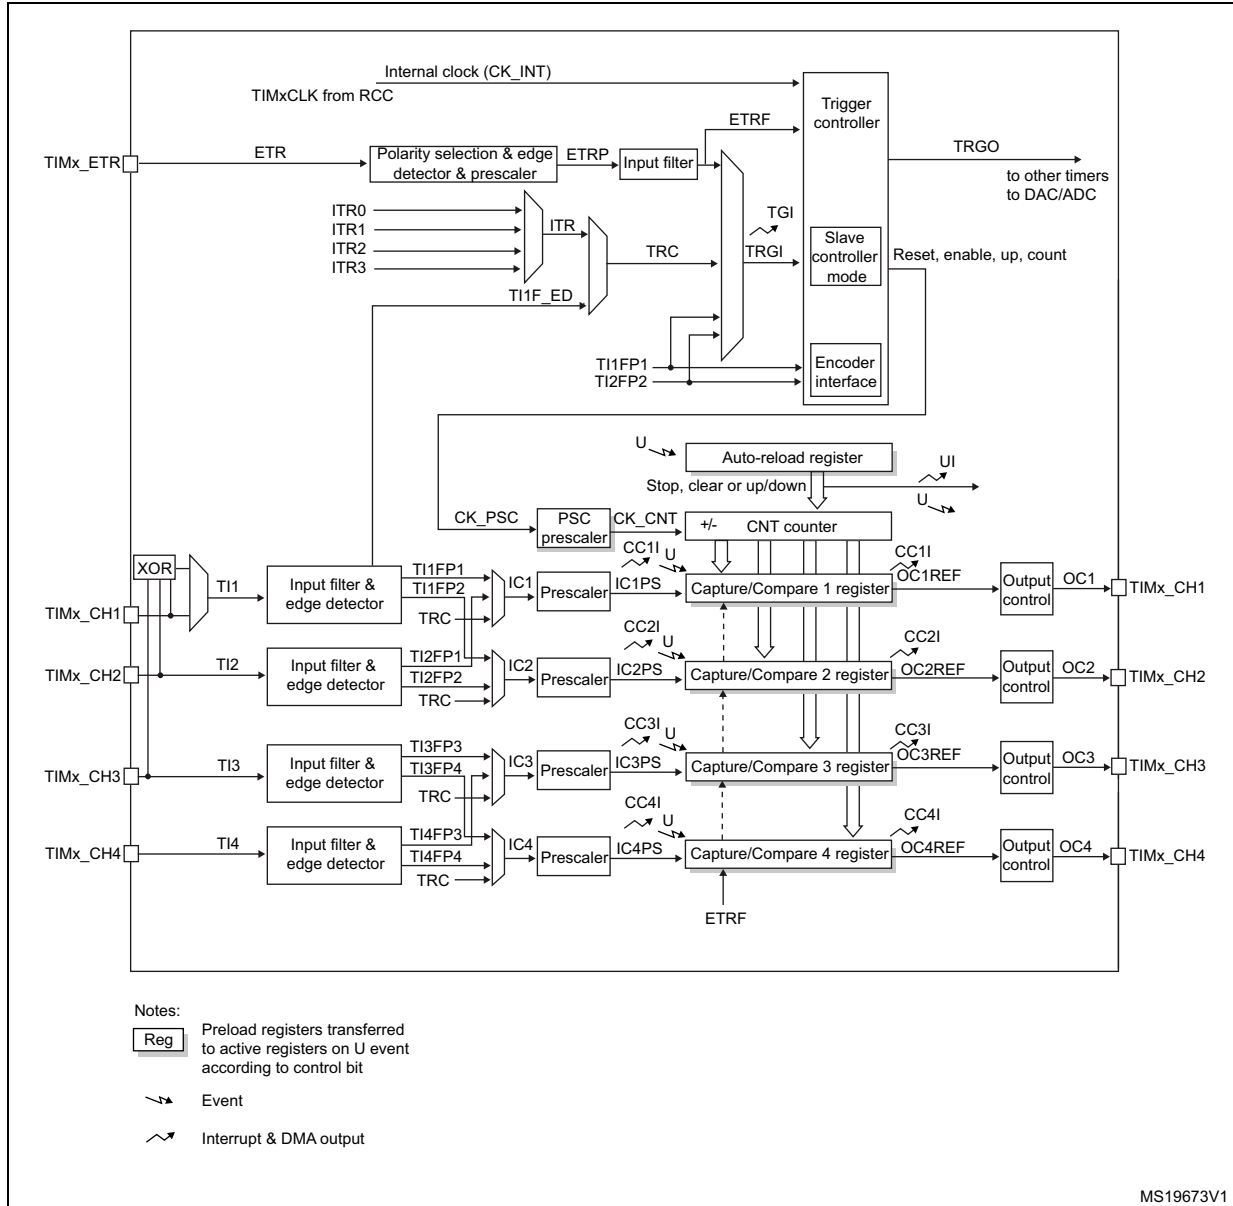 Internal clock (CK_INT)
TIMxCLK from RCC
Trigger
controller
ETRF
TIMx_ETR
ETR
Polarity selection & edge
detector & prescaler
ETRP
Input filter
TRGO
to other timers
to DAC/ADC
ITR0
ITR1
ITR2
ITR3
ITR
TRC
TGI
TRGI
Slave
controller
mode
Reset, enable, up, count
TI1F_ED
TI1FP1
TI2FP2
Encoder
interface
U
Auto-reload register
Stop, clear or up/down
UI
U
CK_PSC
PSC
prescaler
CK_CNT
+/-
CNT counter
XOR
TI1
TIMx_CH1
Input filter &
edge detector
TI1FP1
TI1FP2
TRC
IC1
Prescaler
IC1PS
CC1I
U
Capture/Compare 1 register
CC1I
OC1REF
Output
control
OC1
TIMx_CH1
TIMx_CH2
TI2
Input filter &
edge detector
TI2FP1
TI2FP2
TRC
IC2
Prescaler
IC2PS
CC2I
U
Capture/Compare 2 register
CC2I
OC2REF
Output
control
OC2
TIMx_CH2
TIMx_CH3
TI3
Input filter &
edge detector
TI3FP3
TI3FP4
TRC
IC3
Prescaler
IC3PS
CC3I
U
Capture/Compare 3 register
CC3I
OC3REF
Output
control
OC3
TIMx_CH3
TIMx_CH4
TI4
Input filter &
edge detector
TI4FP3
TI4FP4
TRC
IC4
Prescaler
IC4PS
CC4I
U
Capture/Compare 4 register
CC4I
OC4REF
Output
control
OC4
TIMx_CH4
ETRF
Notes:
Reg
Preload registers transferred
to active registers on U event
according to control bit
Event
Interrupt & DMA output
MS19673V1